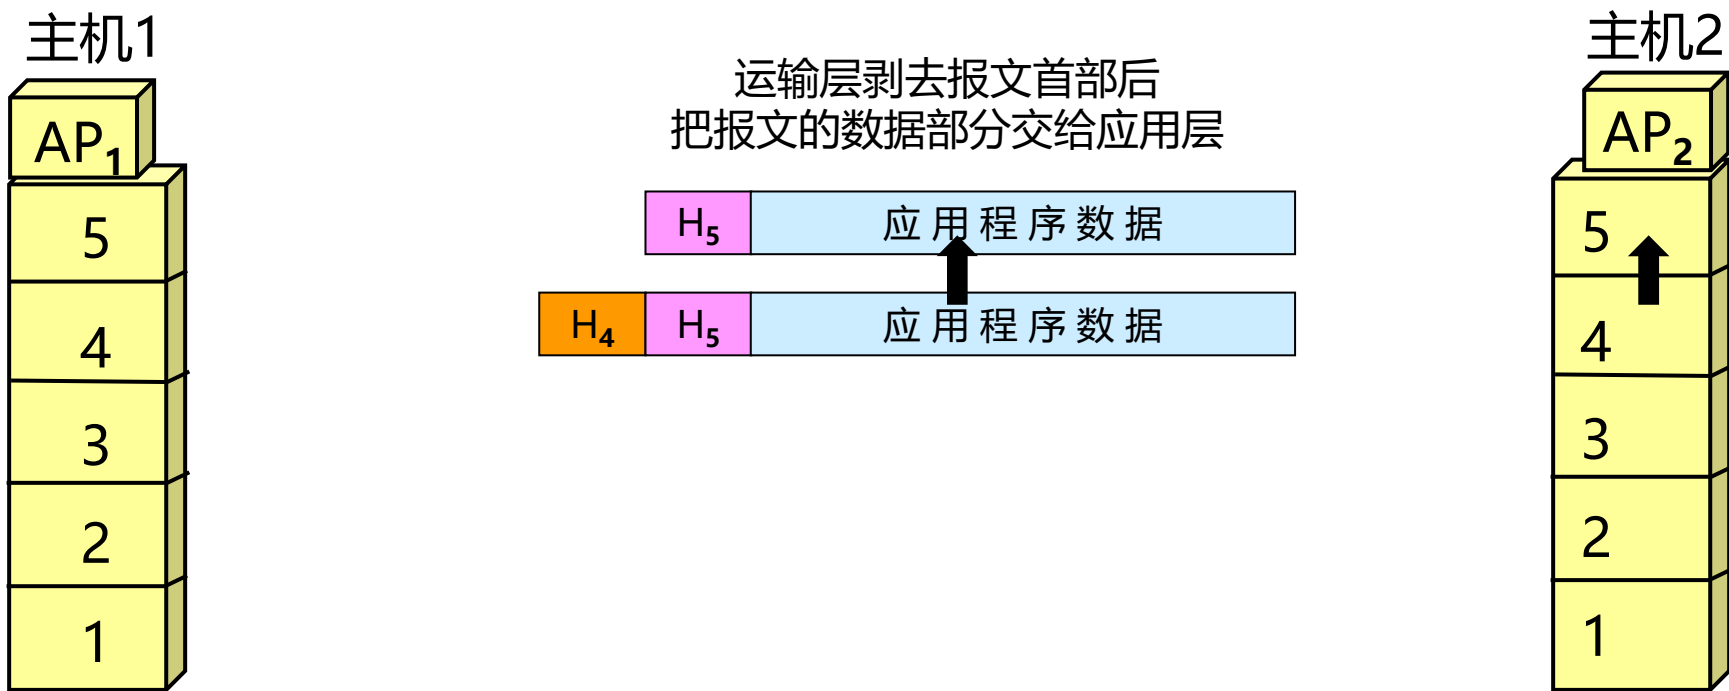 主机1
主机2
运输层剥去报文首部后
把报文的数据部分交给应用层
AP1
AP2
H5 应用程序数据
H4 H5 应用程序数据
5
4
3
2
1
5
4
3
2
1